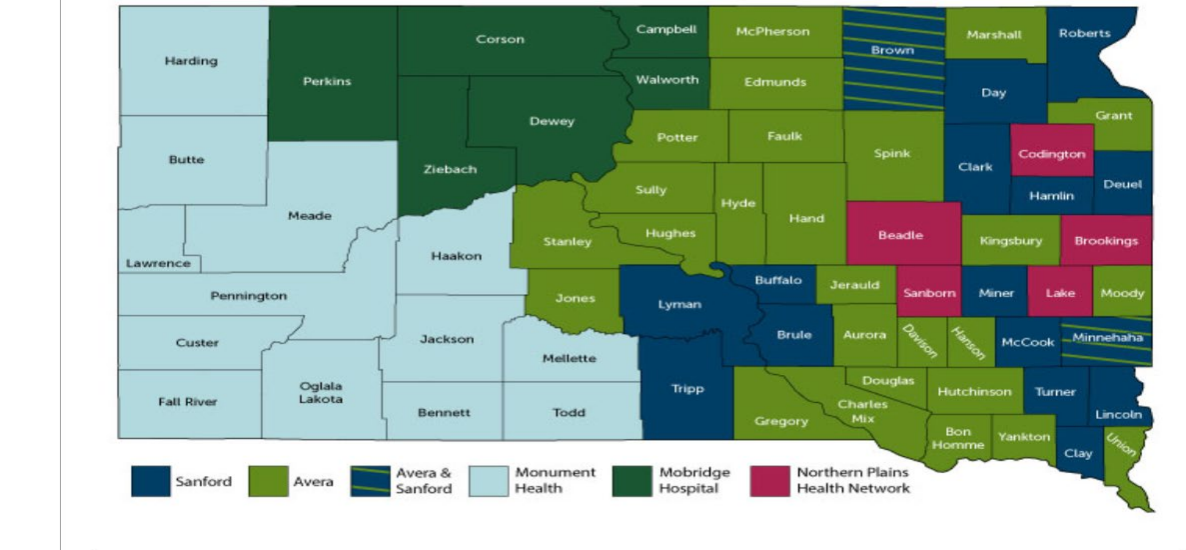 Harding
Perkins
Corson
Campbell
McPherson
Brown
Marshall
Roberts
Walworth
Edmunds
Day
Dewey
Grant
Butte
Ziebach
Potter
Faulk
Spink
Clark
Codington
Deuel
Hamlin
Meade
Sully
Hyde
Hand
Lawrence
Haakon
Stanley
Hughes
Beadle
Kingsbury
Brookings
Pennington
Jones
Lyman
Buffalo
Jerauld
Sanborn
Miner
Lake
Moody
Custer
Jackson
Mellette
Brule
Aurora
Davison
Hanson
McCook
Minnehaha
Fall River
Oglala
Lakota
Bennett
Todd
Tripp
Gregory
Charles
Mix
Douglas
Hutchinson
Turner
Lincoln
Bon
Homme
Yankton
Clay
Union
Sanford
Avera
Avera &
Sanford
Monument
Health
Mobridge
Hospital
Northern Plains
Health Network